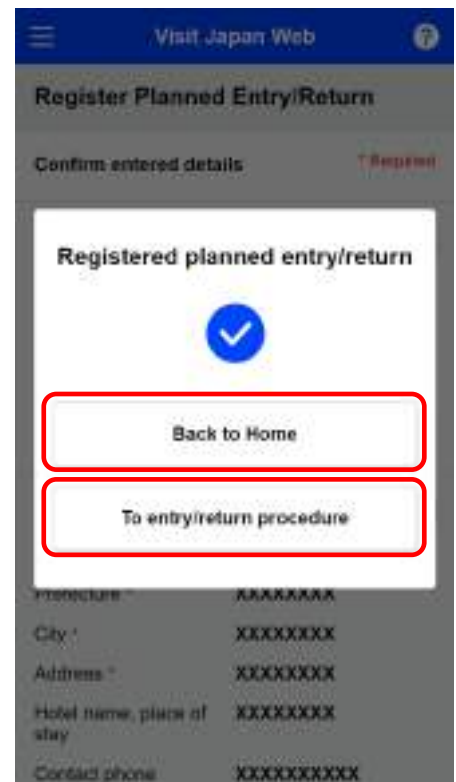 Visit Japan Web
Register Planned Entry/Return
Confirm entered details * Required
Registered planned entry/return
Back to Home
To entry/return procedure
Prefecture * XXXXXXXX
City * XXXXXXXX
Address * XXXXXXXX
Hotel name, place of XXXXXXXX
stay
Contact phone XXXXXXXXXX